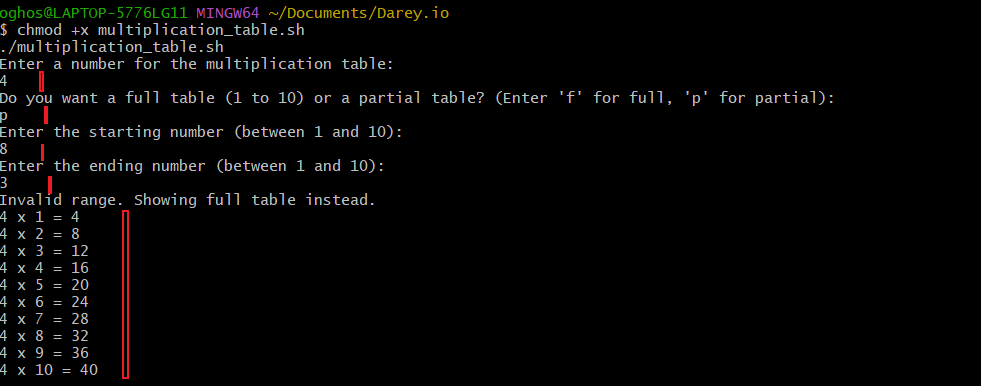 oghos@LAPTOP-5776LG11 MINGW64 ~/Documents/Darey.io
$ chmod +x multiplication_table.sh
./multiplication_table.sh
Enter a number for the multiplication table:
4
Do you want a full table (1 to 10) or a partial table? (Enter 'f' for full, 'p' for partial):
p
Enter the starting number (between 1 and 10):
8
Enter the ending number (between 1 and 10):
3
Invalid range. Showing full table instead.
4 x 1 = 4
4 x 2 = 8
4 x 3 = 12
4 x 4 = 16
4 x 5 = 20
4 x 6 = 24
4 x 7 = 28
4 x 8 = 32
4 x 9 = 36
4 x 10 = 40